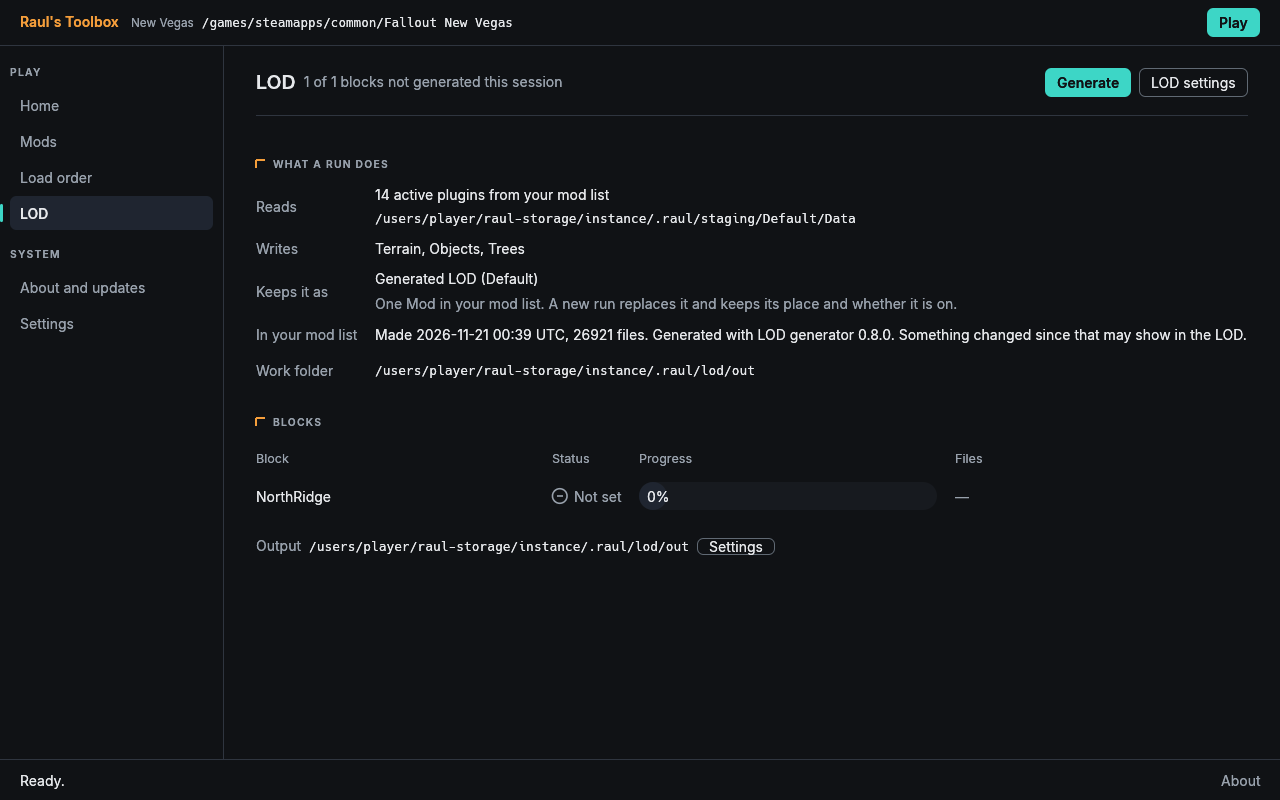 Raul's Toolbox New Vegas /games/steamapps/common/Fallout New Vegas Play
PLAY
Home
Mods
Load order
LOD
SYSTEM
About and updates
Settings
LOD 1 of 1 blocks not generated this session Generate LOD settings
WHAT A RUN DOES
Reads 14 active plugins from your mod list
/users/player/raul-storage/instance/.raul/staging/Default/Data
Writes Terrain, Objects, Trees
Keeps it as Generated LOD (Default)
One Mod in your mod list. A new run replaces it and keeps its place and whether it is on.
In your mod list Made 2026-11-21 00:39 UTC, 26921 files. Generated with LOD generator 0.8.0. Something changed since that may show in the LOD.
Work folder /users/player/raul-storage/instance/.raul/lod/out
BLOCKS
Block Status Progress Files
NorthRidge Not set 0% —
Output /users/player/raul-storage/instance/.raul/lod/out Settings
Ready. About